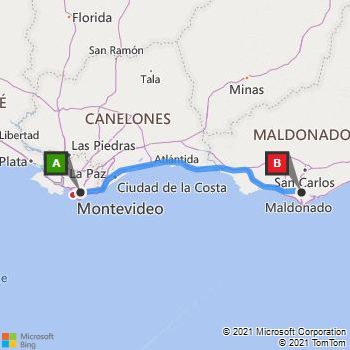 Florida
San Ramón
Tala
Minas
É
CANELONES
Libertad
Las Piedras
MALDONADO
Plata
A
Atlántida
B
La Paz
San Carlos
Ciudad de la Costa
Montevideo
Maldonado
Microsoft
Bing
© 2021 Microsoft Corporation
© 2021 TomTom